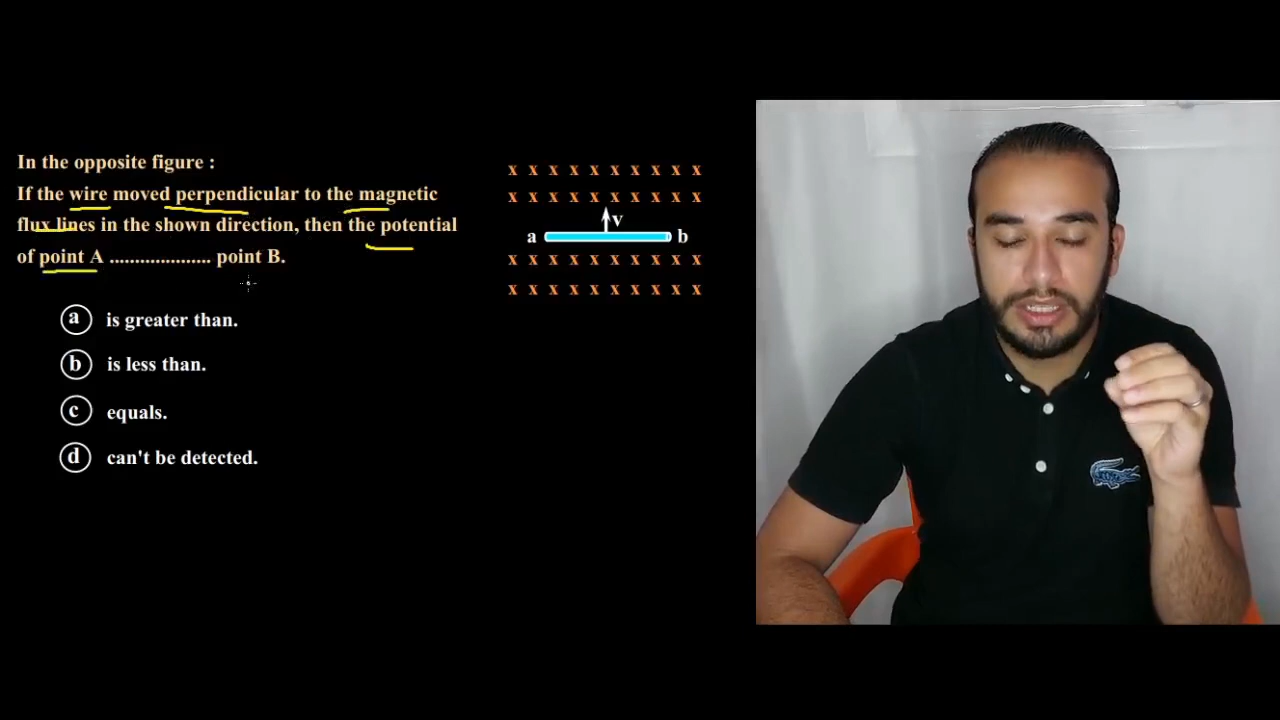 In the opposite figure :
If the wire moved perpendicular to the magnetic
flux lines in the shown direction, then the potential
of point A .................... point B.
a is greater than.
b is less than.
c equals.
d can't be detected.
x x x x x x x x x x
x x x x x x x x x x
v
a b
x x x x x x x x x x
x x x x x x x x x x